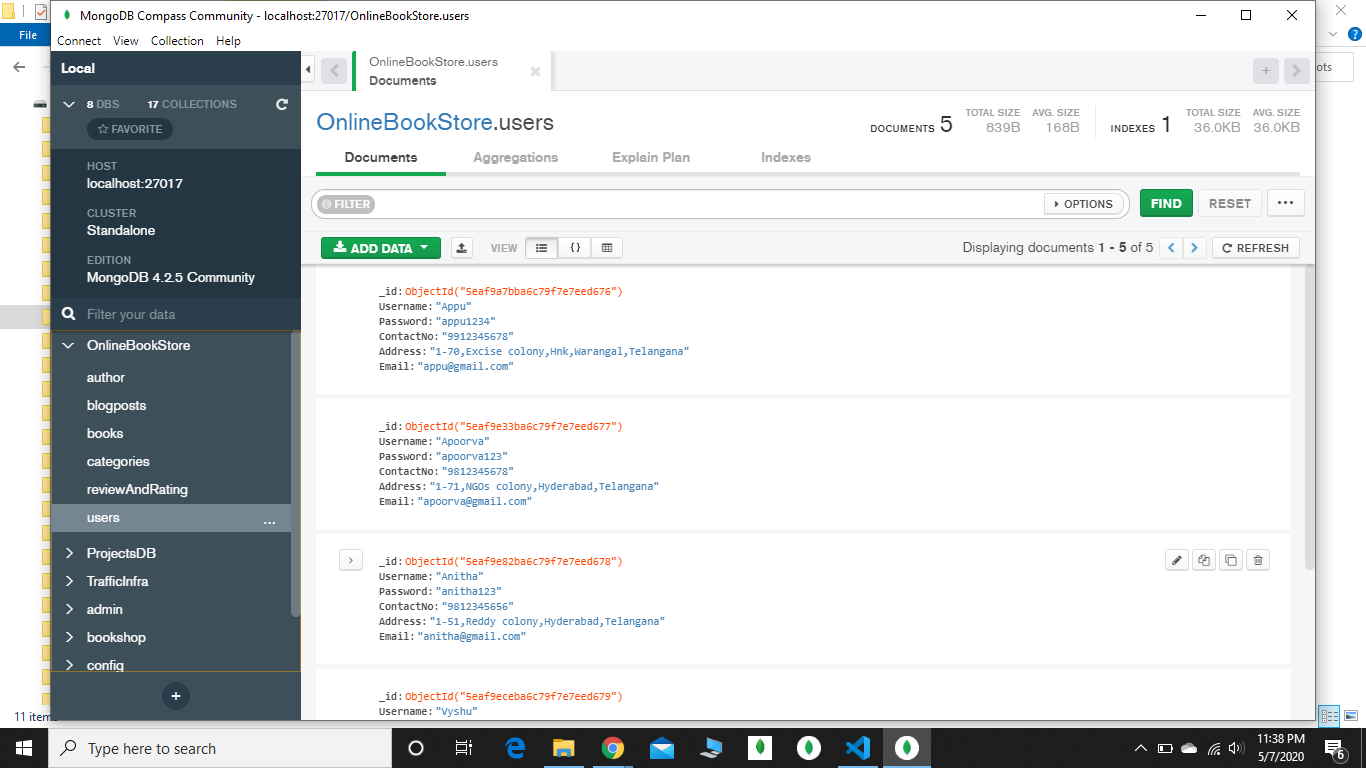 MongoDB Compass Community - localhost:27017/OnlineBookStore.users
File
Connect View Collection Help
Local
8 DBS 17 COLLECTIONS
FAVORITE
HOST
localhost:27017
CLUSTER
Standalone
EDITION
MongoDB 4.2.5 Community
Filter your data
OnlineBookStore
author
blogposts
books
categories
reviewAndRating
users ...
ProjectsDB
TrafficInfra
admin
bookshop
config
+
11 items
OnlineBookStore.users
Documents
ots
OnlineBookStore.users
DOCUMENTS 5 TOTAL SIZE 839B AVG. SIZE 168B INDEXES 1 TOTAL SIZE 36.0KB AVG. SIZE 36.0KB
Documents Aggregations Explain Plan Indexes
FILTER OPTIONS FIND RESET ...
ADD DATA VIEW {} Displaying documents 1 - 5 of 5 < > REFRESH
_id: ObjectId("5eaf9a7bba6c79f7e7eed676")
Username: "Appu"
Password: "appu1234"
ContactNo: "9912345678"
Address: "1-70,Excise colony,Hnk,Warangal,Telangana"
Email: "appu@gmail.com"
_id: ObjectId("5eaf9e33ba6c79f7e7eed677")
Username: "Apoorva"
Password: "apoorva123"
ContactNo: "9812345678"
Address: "1-71,NGOs colony,Hyderabad,Telangana"
Email: "apoorva@gmail.com"
_id: ObjectId("5eaf9e82ba6c79f7e7eed678")
Username: "Anitha"
Password: "anitha123"
ContactNo: "9812345656"
Address: "1-51,Reddy colony,Hyderabad,Telangana"
Email: "anitha@gmail.com"
_id: ObjectId("5eaf9eceba6c79f7e7eed679")
Username: "Vyshu"
Type here to search
11:38 PM
5/7/2020
6